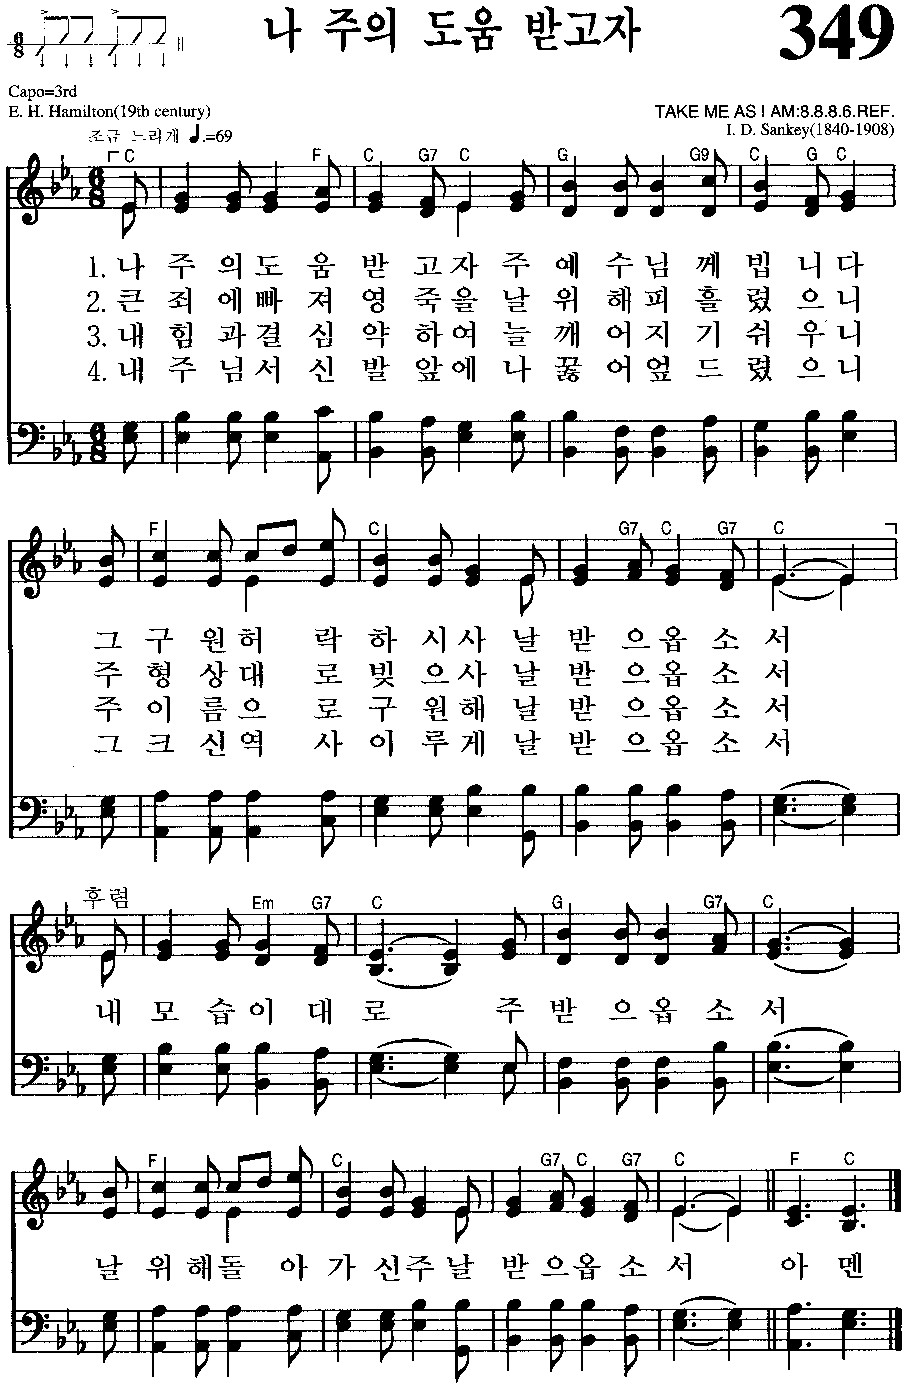 나 주의 도움 받고자
349
Capo=3rd
E. H. Hamilton(19th century)
TAKE ME AS I AM:8.8.8.6.REF.
I. D. Sankey(1840-1908)
조금 느리게 ♩.=69
C F C G7 C G G9 C G C
6/8
1. 나 주 의 도 움 받 고 자 주 예 수 님 께 빕 니 다
2. 큰 죄 에 빠 져 영 죽 을 날 위 해 피 흘 렸 으 니
3. 내 힘 과 결 심 약 하 여 늘 깨 어 지 기 쉬 우 니
4. 내 주 님 서 신 발 앞 에 나 꿇 어 엎 드 렸 으 니
F C G7 C G7 C
그 구 원 허 락 하 시 사 날 받 으 옵 소 서
주 형 상 대 로 빚 으 사 날 받 으 옵 소 서
주 이 름 으 로 구 원 해 날 받 으 옵 소 서
그 크 신 역 사 이 루 게 날 받 으 옵 소 서
후렴
Em G7 C G G7 C
내 모 습 이 대 로 주 받 으 옵 소 서
F C G7 C G7 C F C
날 위 해 돌 아 가 신 주 날 받 으 옵 소 서 아 멘